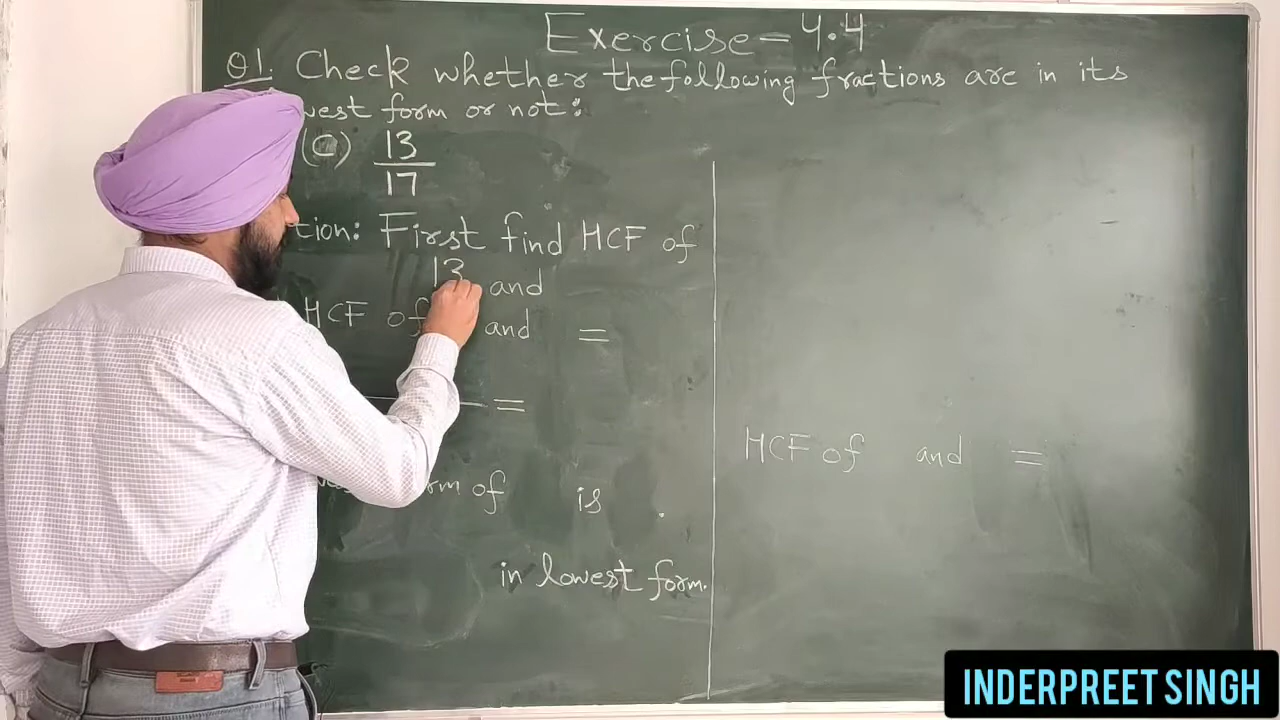 Exercise = 4.4
Q1. Check whether the following fractions are in its
west form or not:
(C) 13
17
tion: First find HCF of
13 and
HCF of and =
=
rm of is .
in lowest form.
HCF of and =
INDERPREET SINGH